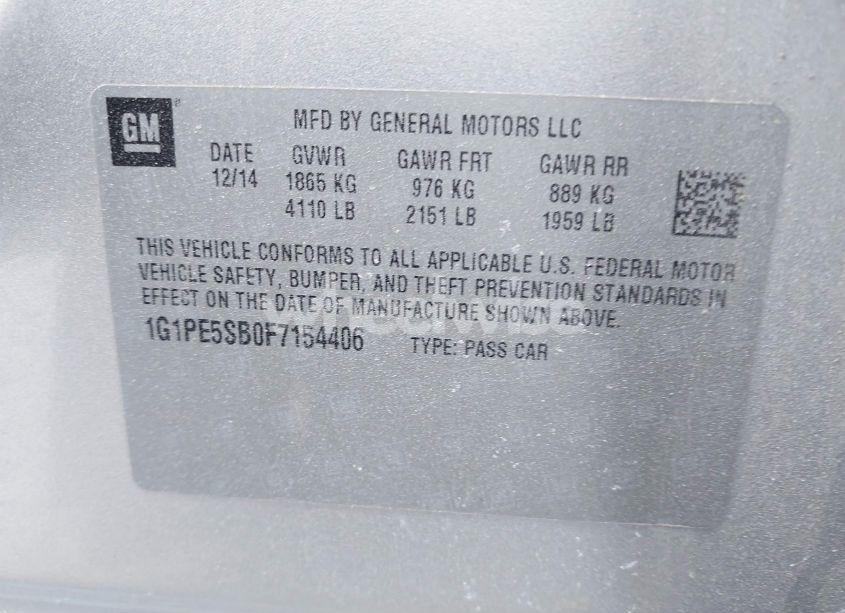 GM
MFD BY GENERAL MOTORS LLC
DATE GVWR GAWR FRT GAWR RR
12/14 1865 KG 976 KG 889 KG
4110 LB 2151 LB 1959 LB
THIS VEHICLE CONFORMS TO ALL APPLICABLE U.S. FEDERAL MOTOR
VEHICLE SAFETY, BUMPER, AND THEFT PREVENTION STANDARDS IN
EFFECT ON THE DATE OF MANUFACTURE SHOWN ABOVE.
1G1PE5SB0F7154406 TYPE: PASS CAR